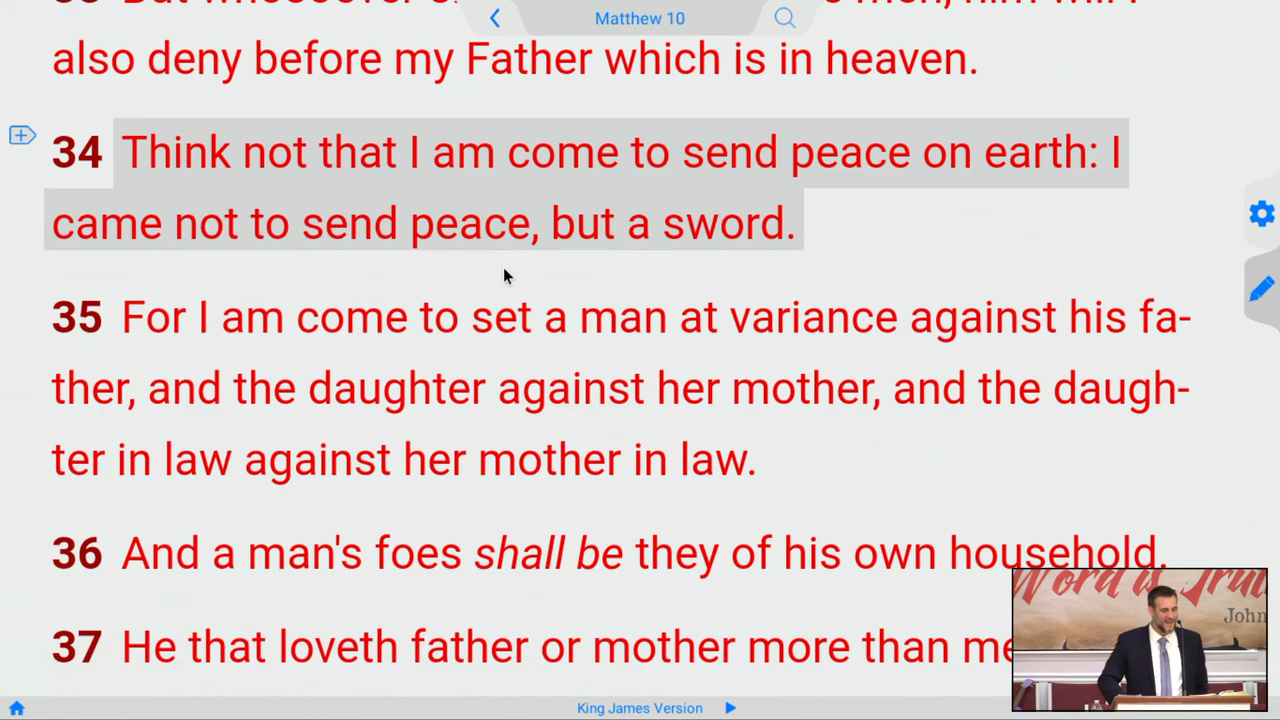 Matthew 10
also deny before my Father which is in heaven.
34 Think not that I am come to send peace on earth: I
came not to send peace, but a sword.
35 For I am come to set a man at variance against his fa-
ther, and the daughter against her mother, and the daugh-
ter in law against her mother in law.
36 And a man's foes shall be they of his own household.
37 He that loveth father or mother more than me
Word is Trut
John
King James Version